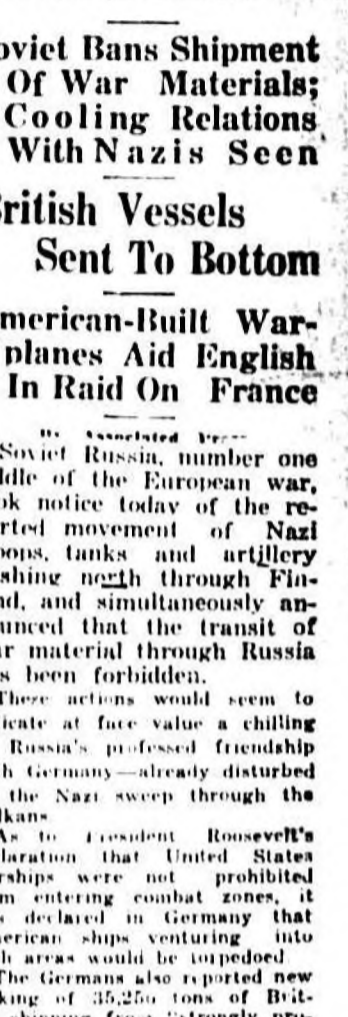 oviet Bans Shipment
Of War Materials;
Cooling Relations
With Nazis Seen
ritish Vessels
Sent To Bottom
merican-Built War-
planes Aid English
In Raid On France
By Associated Press
Soviet Russia, number one
ddle of the European war,
ok notice today of the re-
rted movement of Nazi
oops, tanks and artillery
shing north through Fin-
nd, and simultaneously an-
unced that the transit of
r material through Russia
s been forbidden.
These actions would seem to
icate at face value a chilling
Russia's professed friendship
h Germany—already disturbed
the Nazi sweep through the
lkans
As to President Roosevelt's
laration that United States
rships were not prohibited
m entering combat zones, it
s declared in Germany that
erican ships venturing into
h areas would be torpedoed.
The Germans also reported new
king of 35,250 tons of Brit-